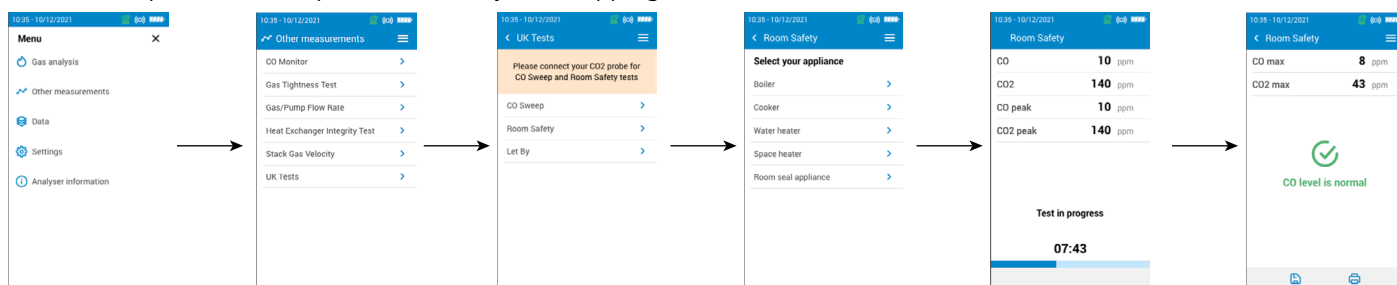 10:35 - 10/12/2021
Menu
Gas analysis
Other measurements
Data
Settings
Analyser information
10:35 - 10/12/2021
Other measurements
CO Monitor
Gas Tightness Test
Gas/Pump Flow Rate
Heat Exchanger Integrity Test
Stack Gas Velocity
UK Tests
10:35 - 10/12/2021
UK Tests
Please connect your CO2 probe for
CO Sweep and Room Safety tests
CO Sweep
Room Safety
Let By
10:35 - 10/12/2021
Room Safety
Select your appliance
Boiler
Cooker
Water heater
Space heater
Room seal appliance
10:35 - 10/12/2021
Room Safety
CO 10 ppm
CO2 140 ppm
CO peak 10 ppm
CO2 peak 140 ppm
Test in progress
07:43
10:35 - 10/12/2021
Room Safety
CO max 8 ppm
CO2 max 43 ppm
CO level is normal